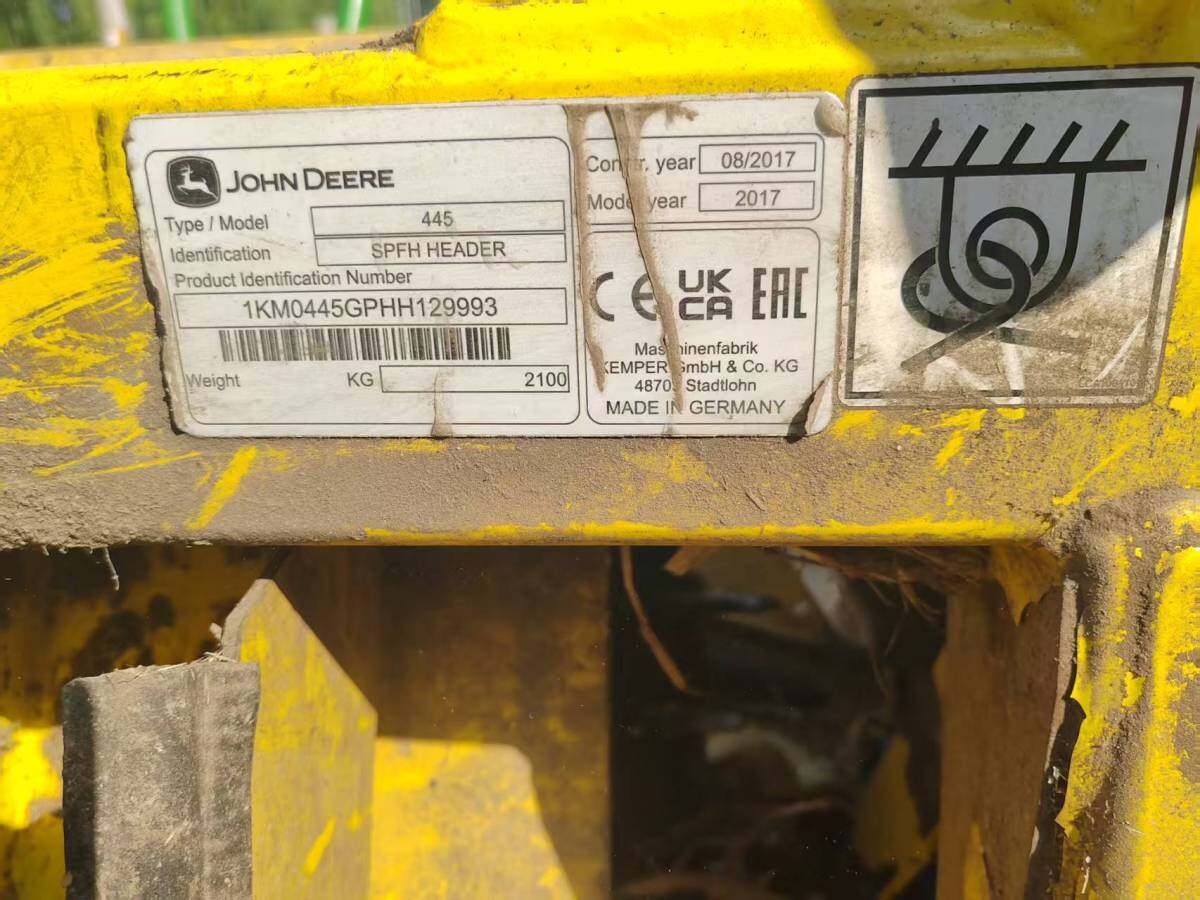 JOHN DEERE
Type / Model 445
Identification SPFH HEADER
Product Identification Number
1KM0445GPHH129993
Weight KG 2100
Constr. year 08/2017
Model year 2017
CE UK CA EAC
Maschinenfabrik
KEMPER GmbH & Co. KG
48703 Stadtlohn
MADE IN GERMANY